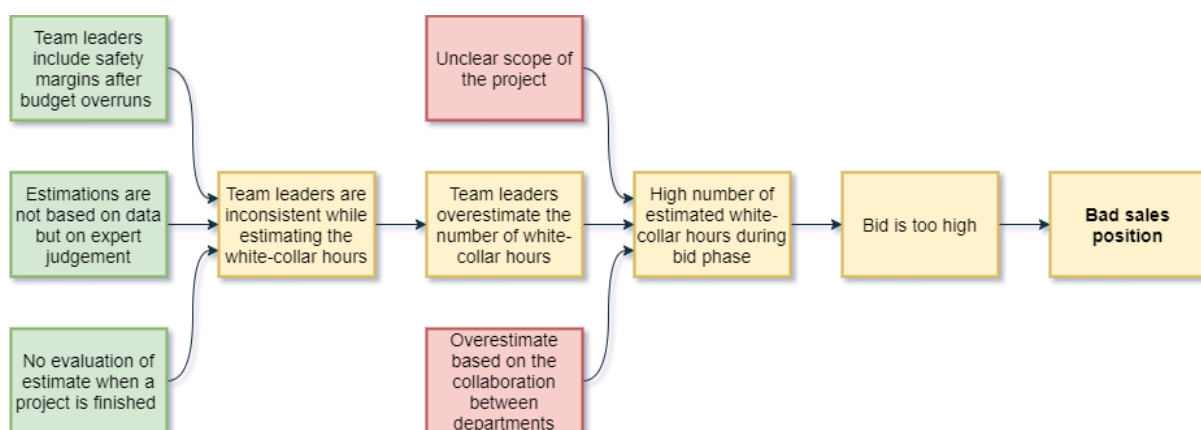 Team leaders
include safety
margins after
budget overruns
Unclear scope of
the project
Estimations are
not based on data
but on expert
judgement
Team leaders are
inconsistent while
estimating the
white-collar hours
Team leaders
overestimate the
number of white-
collar hours
High number of
estimated white-
collar hours during
bid phase
Bid is too high
Bad sales
position
No evaluation of
estimate when a
project is finished
Overestimate
based on the
collaboration
between
departments